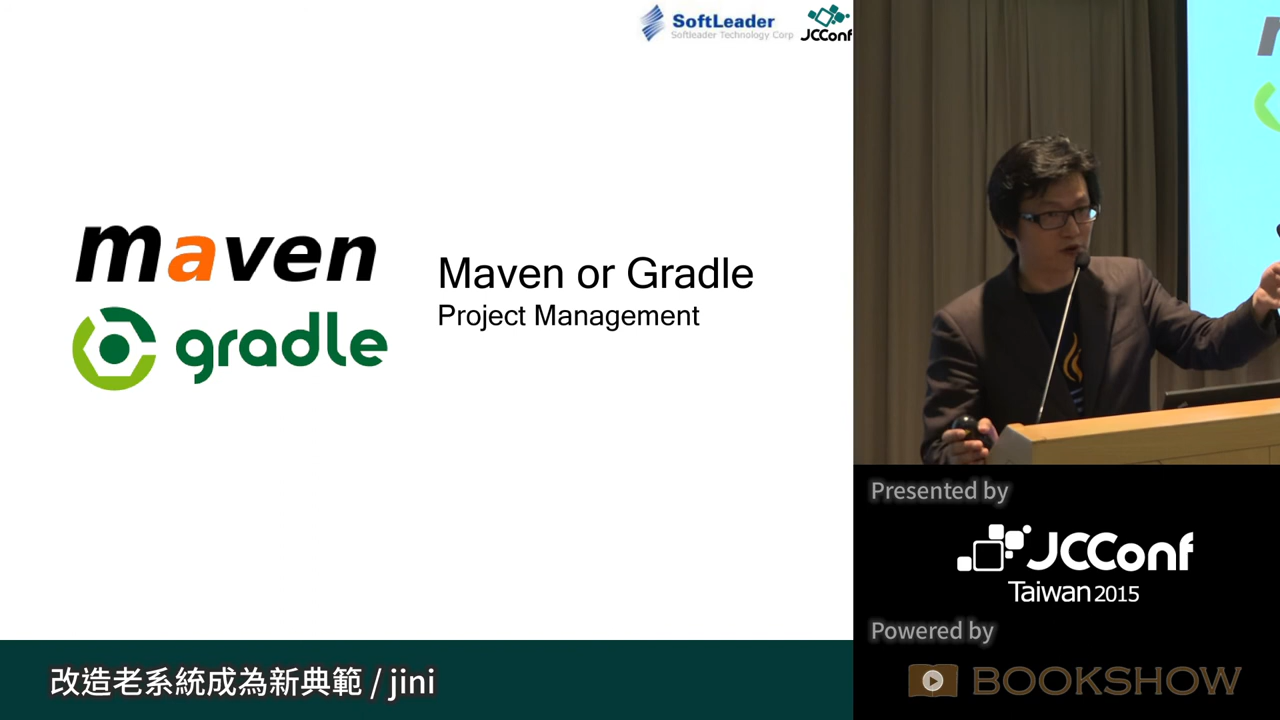 SoftLeader
Softleader Technology Corp
JCConf
maven
gradle
Maven or Gradle
Project Management
Presented by
JCConf
Taiwan 2015
Powered by
BOOKSHOW
改造老系統成為新典範 / jini